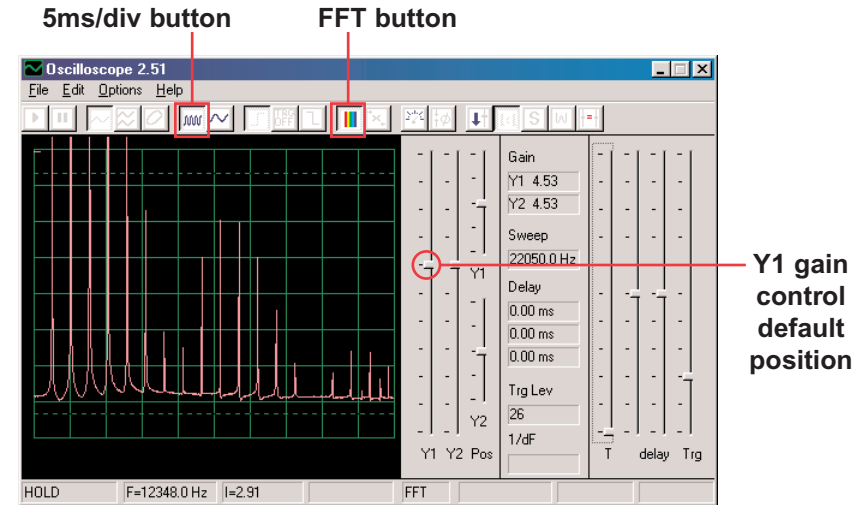 5ms/div button
FFT button
Oscilloscope 2.51
File Edit Options Help
TRG
OFF
S
W
Gain
Y1 4.53
Y2 4.53
Sweep
22050.0 Hz
Y1
Delay
0.00 ms
0.00 ms
0.00 ms
Trg Lev
26
Y2
1/dF
Y1 Y2 Pos
T delay Trg
Y1 gain
control
default
position
HOLD F=12348.0 Hz I=2.91 FFT